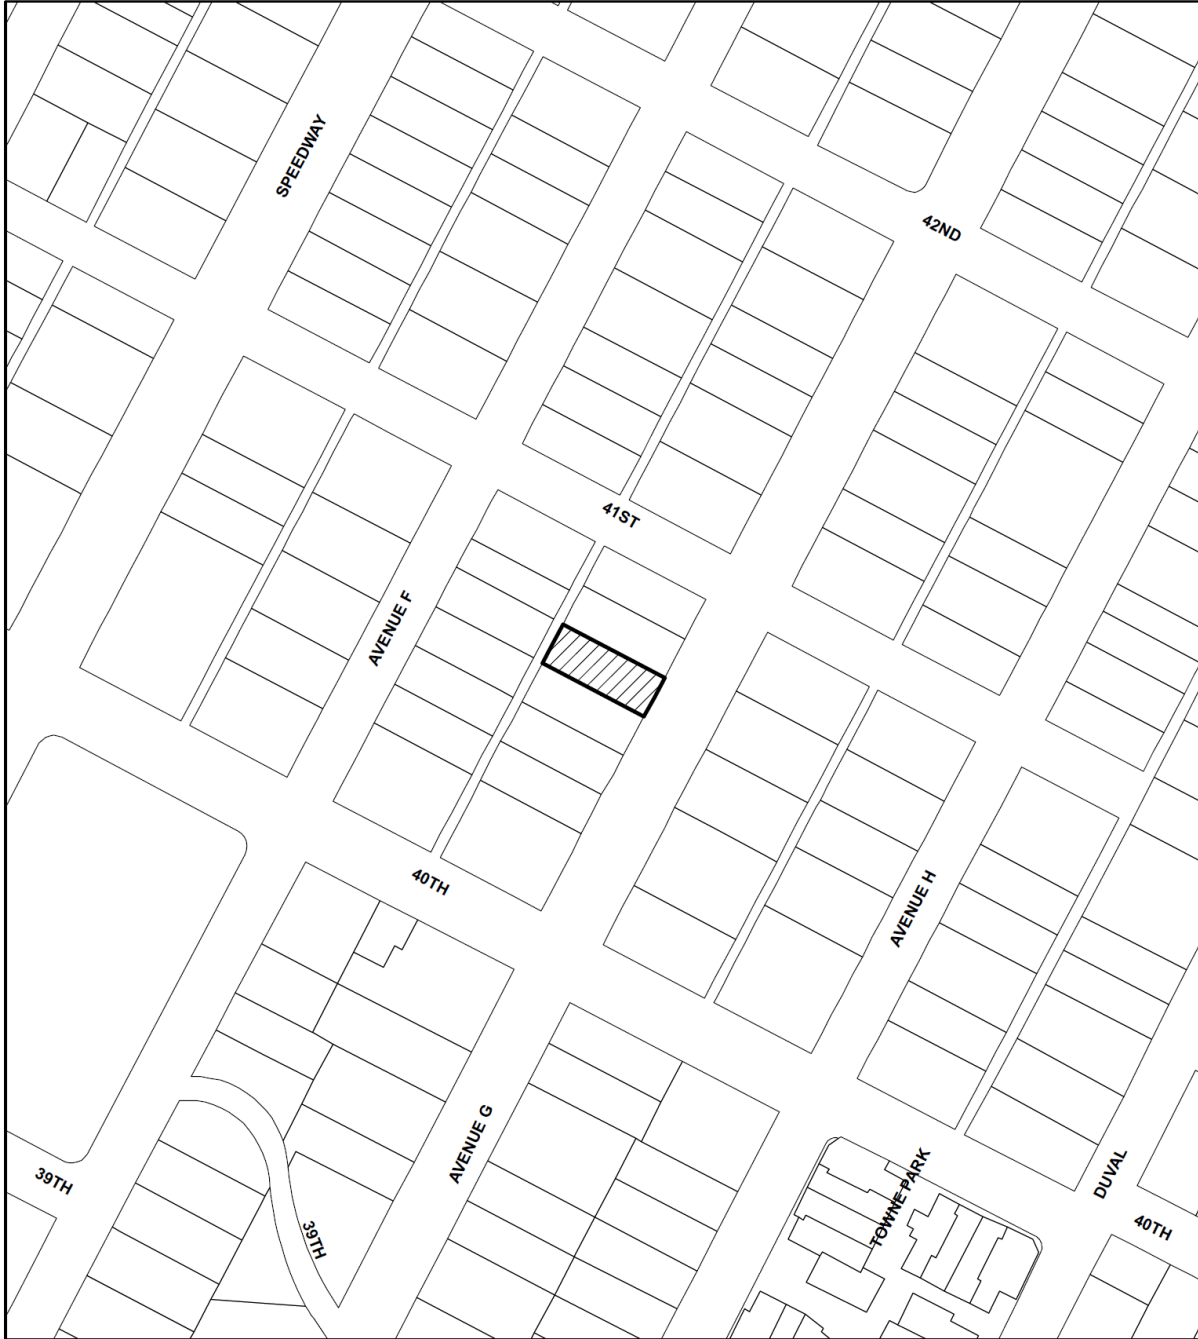 SPEEDWAY
42ND
41ST
AVENUE F
40TH
AVENUE H
AVENUE G
TOWNE PARK
DUVAL
39TH
39TH
40TH